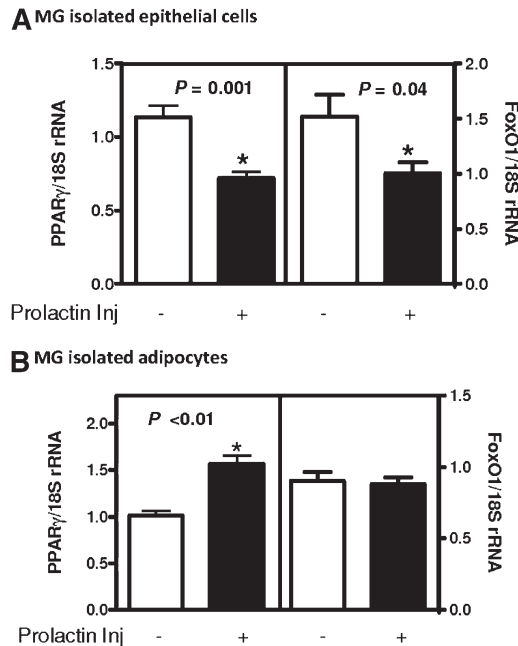 A MG isolated epithelial cells
1.5
1.0
0.5
0.0
PPARγ/18S rRNA
P = 0.001
*
P = 0.04
*
2.0
1.5
1.0
0.5
0.0
FoxO1/18S rRNA
Prolactin Inj - + - +
B MG isolated adipocytes
2.0
1.5
1.0
0.5
0.0
PPARγ/18S rRNA
P <0.01
*
1.5
1.0
0.5
0.0
FoxO1/18S rRNA
Prolactin Inj - + - +